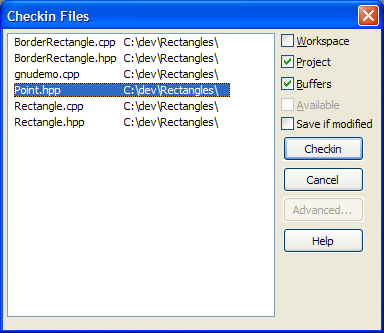 Checkin Files
BorderRectangle.cpp C:\dev\Rectangles\
BorderRectangle.hpp C:\dev\Rectangles\
gnudemo.cpp C:\dev\Rectangles\
Point.hpp C:\dev\Rectangles\
Rectangle.cpp C:\dev\Rectangles\
Rectangle.hpp C:\dev\Rectangles\
Workspace
Project
Buffers
Available
Save if modified
Checkin
Cancel
Advanced...
Help